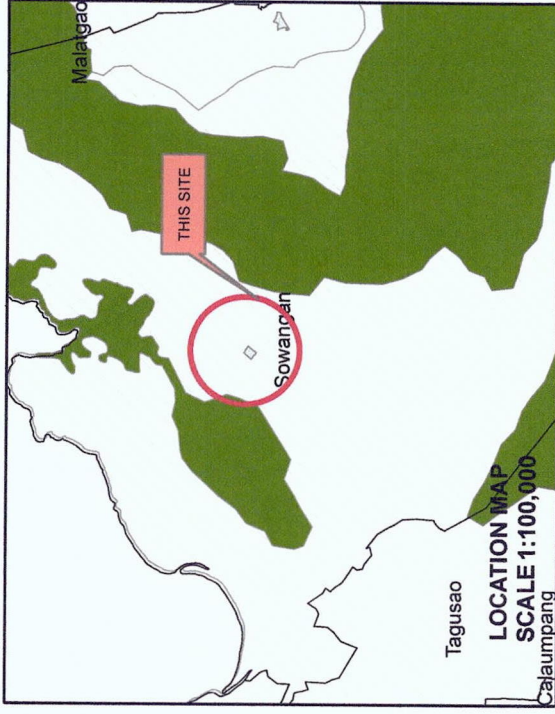 Malatgao
THIS SITE
Sowangan
Tagusao
LOCATION MAP
SCALE 1:100,000
Calaumpang